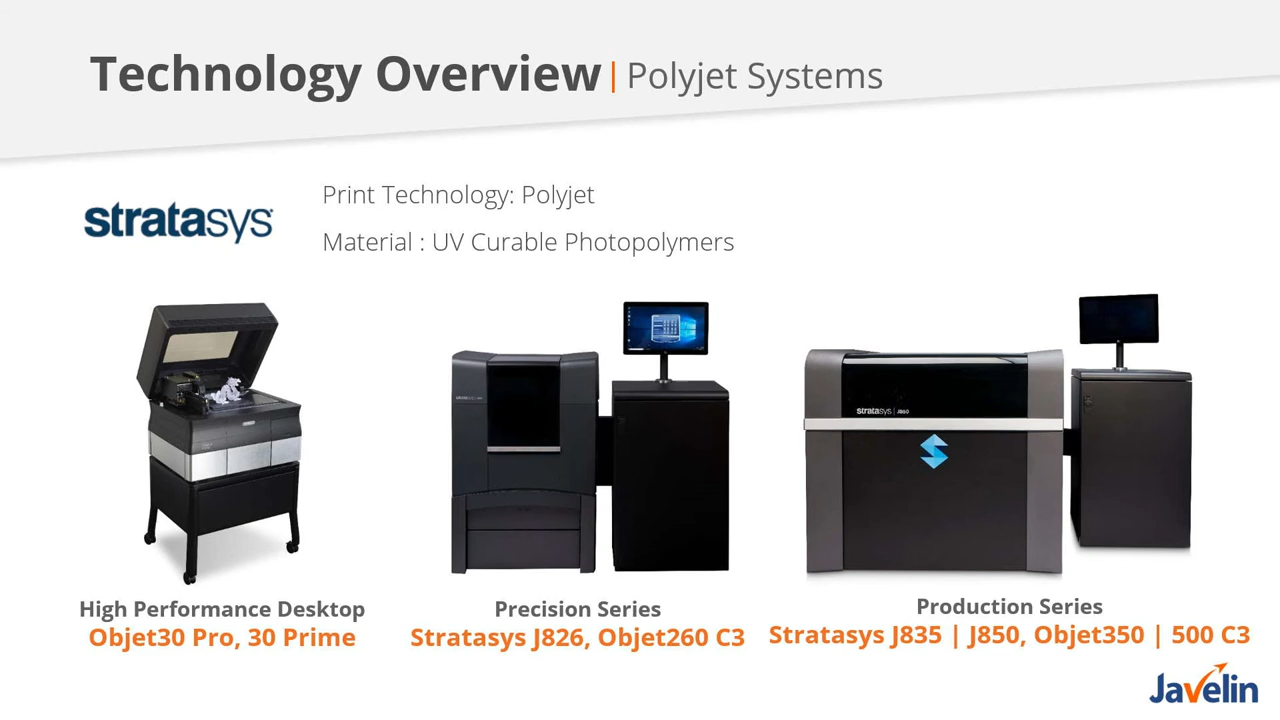 Technology Overview | Polyjet Systems
stratasys
Print Technology: Polyjet
Material : UV Curable Photopolymers
stratasys | J850
High Performance Desktop
Objet30 Pro, 30 Prime
Precision Series
Stratasys J826, Objet260 C3
Production Series
Stratasys J835 | J850, Objet350 | 500 C3
Javelin